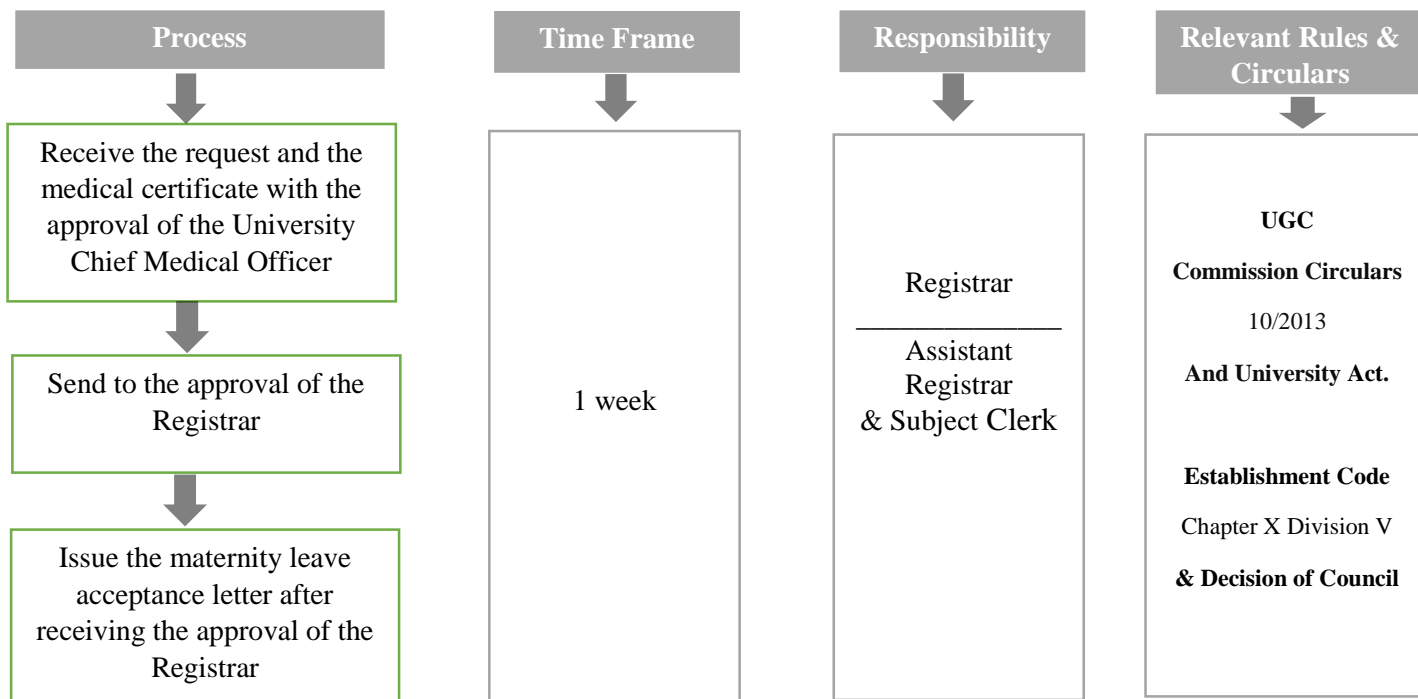 Process
Receive the request and the
medical certificate with the
approval of the University
Chief Medical Officer
Send to the approval of the
Registrar
Issue the maternity leave
acceptance letter after
receiving the approval of the
Registrar
Time Frame
1 week
Responsibility
Registrar
_______________
Assistant
Registrar
& Subject Clerk
Relevant Rules &
Circulars
UGC
Commission Circulars
10/2013
And University Act.
Establishment Code
Chapter X Division V
& Decision of Council